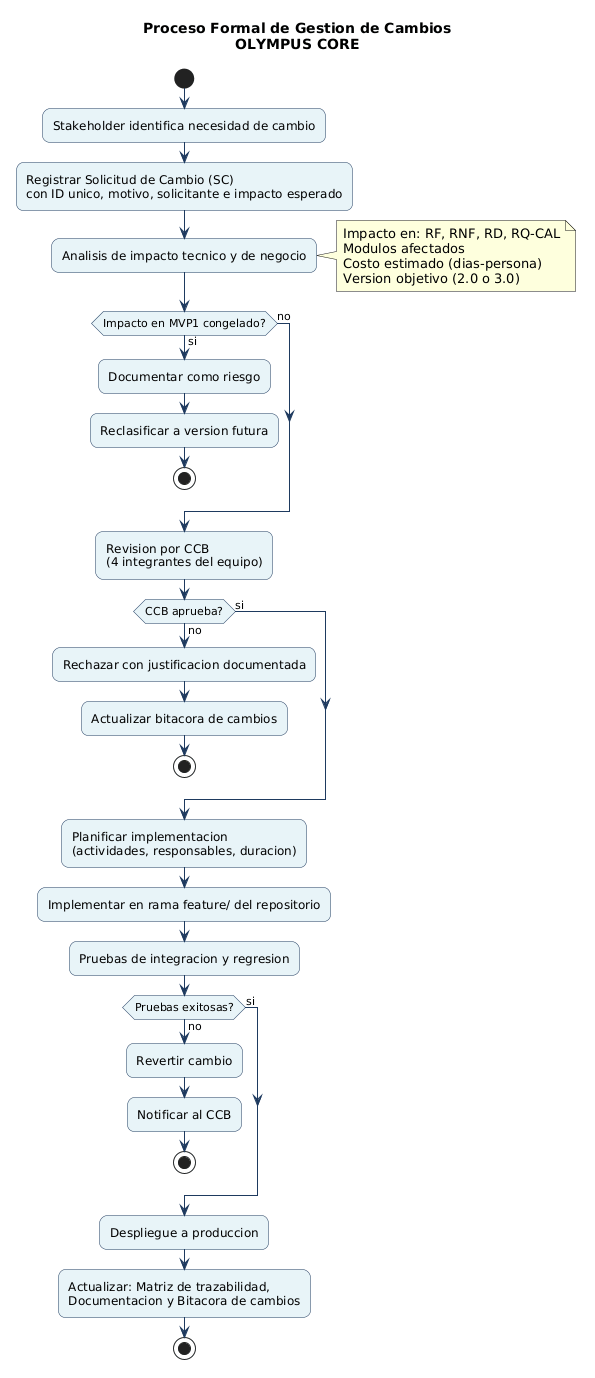 Proceso Formal de Gestion de Cambios
OLYMPUS CORE
Stakeholder identifica necesidad de cambio
Registrar Solicitud de Cambio (SC)
con ID unico, motivo, solicitante e impacto esperado
Analisis de impacto tecnico y de negocio
Impacto en: RF, RNF, RD, RQ-CAL
Modulos afectados
Costo estimado (dias-persona)
Version objetivo (2.0 o 3.0)
Impacto en MVP1 congelado?
no
si
Documentar como riesgo
Reclasificar a version futura
Revision por CCB
(4 integrantes del equipo)
CCB aprueba?
si
no
Rechazar con justificacion documentada
Actualizar bitacora de cambios
Planificar implementacion
(actividades, responsables, duracion)
Implementar en rama feature/ del repositorio
Pruebas de integracion y regresion
Pruebas exitosas?
si
no
Revertir cambio
Notificar al CCB
Despliegue a produccion
Actualizar: Matriz de trazabilidad,
Documentacion y Bitacora de cambios